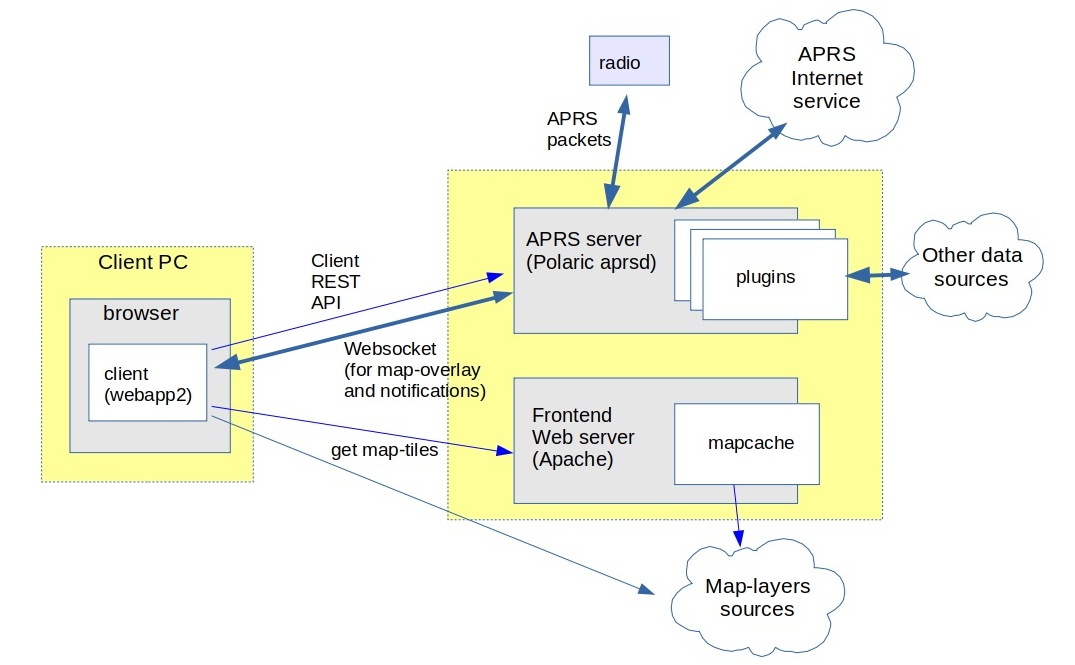 radio
APRS
Internet
service
APRS
packets
Client PC
browser
client
(webapp2)
Client
REST
API
Websocket
(for map-overlay
and notifications)
get map-tiles
APRS server
(Polaric aprsd)
plugins
Other data
sources
Frontend
Web server
(Apache)
mapcache
Map-layers
sources